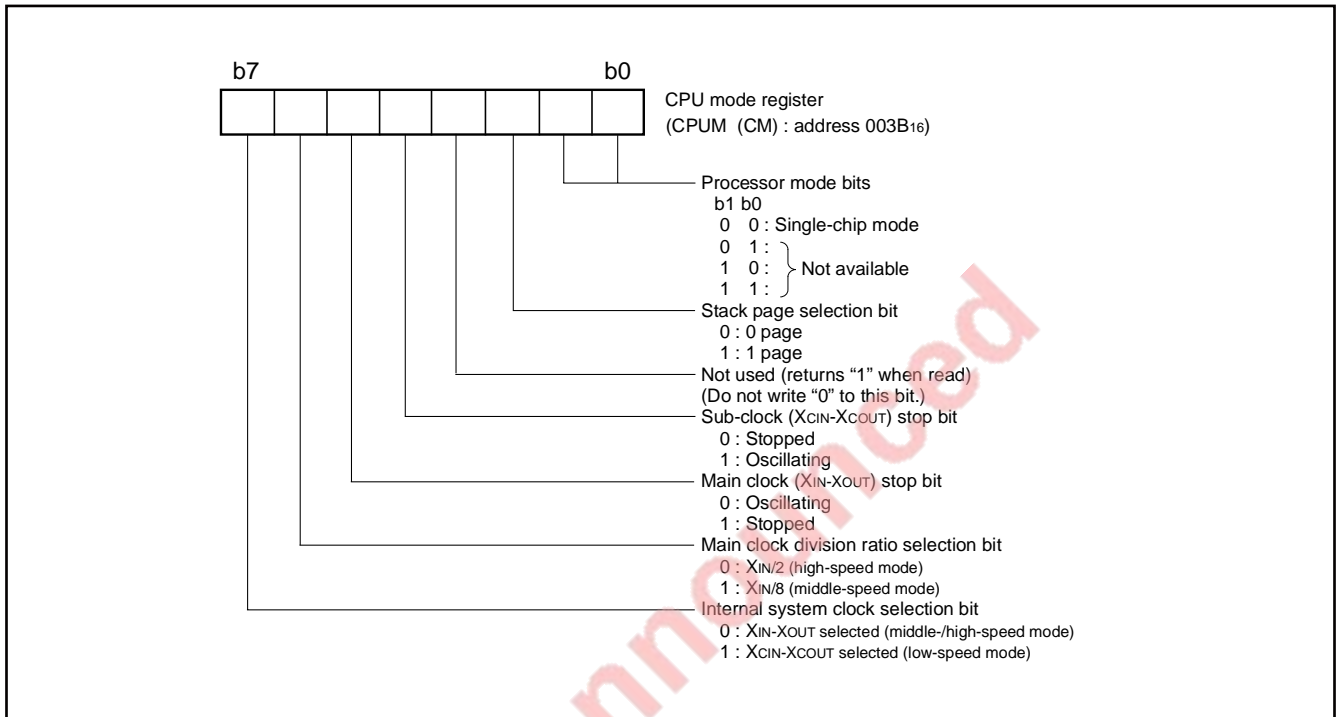 b7 b0
CPU mode register
(CPUM (CM) : address 003B16)
Processor mode bits
b1 b0
0 0 : Single-chip mode
0 1 :
1 0 : Not available
1 1 :
Stack page selection bit
0 : 0 page
1 : 1 page
Not used (returns “1” when read)
(Do not write “0” to this bit.)
Sub-clock (XCIN-XCOUT) stop bit
0 : Stopped
1 : Oscillating
Main clock (XIN-XOUT) stop bit
0 : Oscillating
1 : Stopped
Main clock division ratio selection bit
0 : XIN/2 (high-speed mode)
1 : XIN/8 (middle-speed mode)
Internal system clock selection bit
0 : XIN-XOUT selected (middle-/high-speed mode)
1 : XCIN-XCOUT selected (low-speed mode)
nnounced